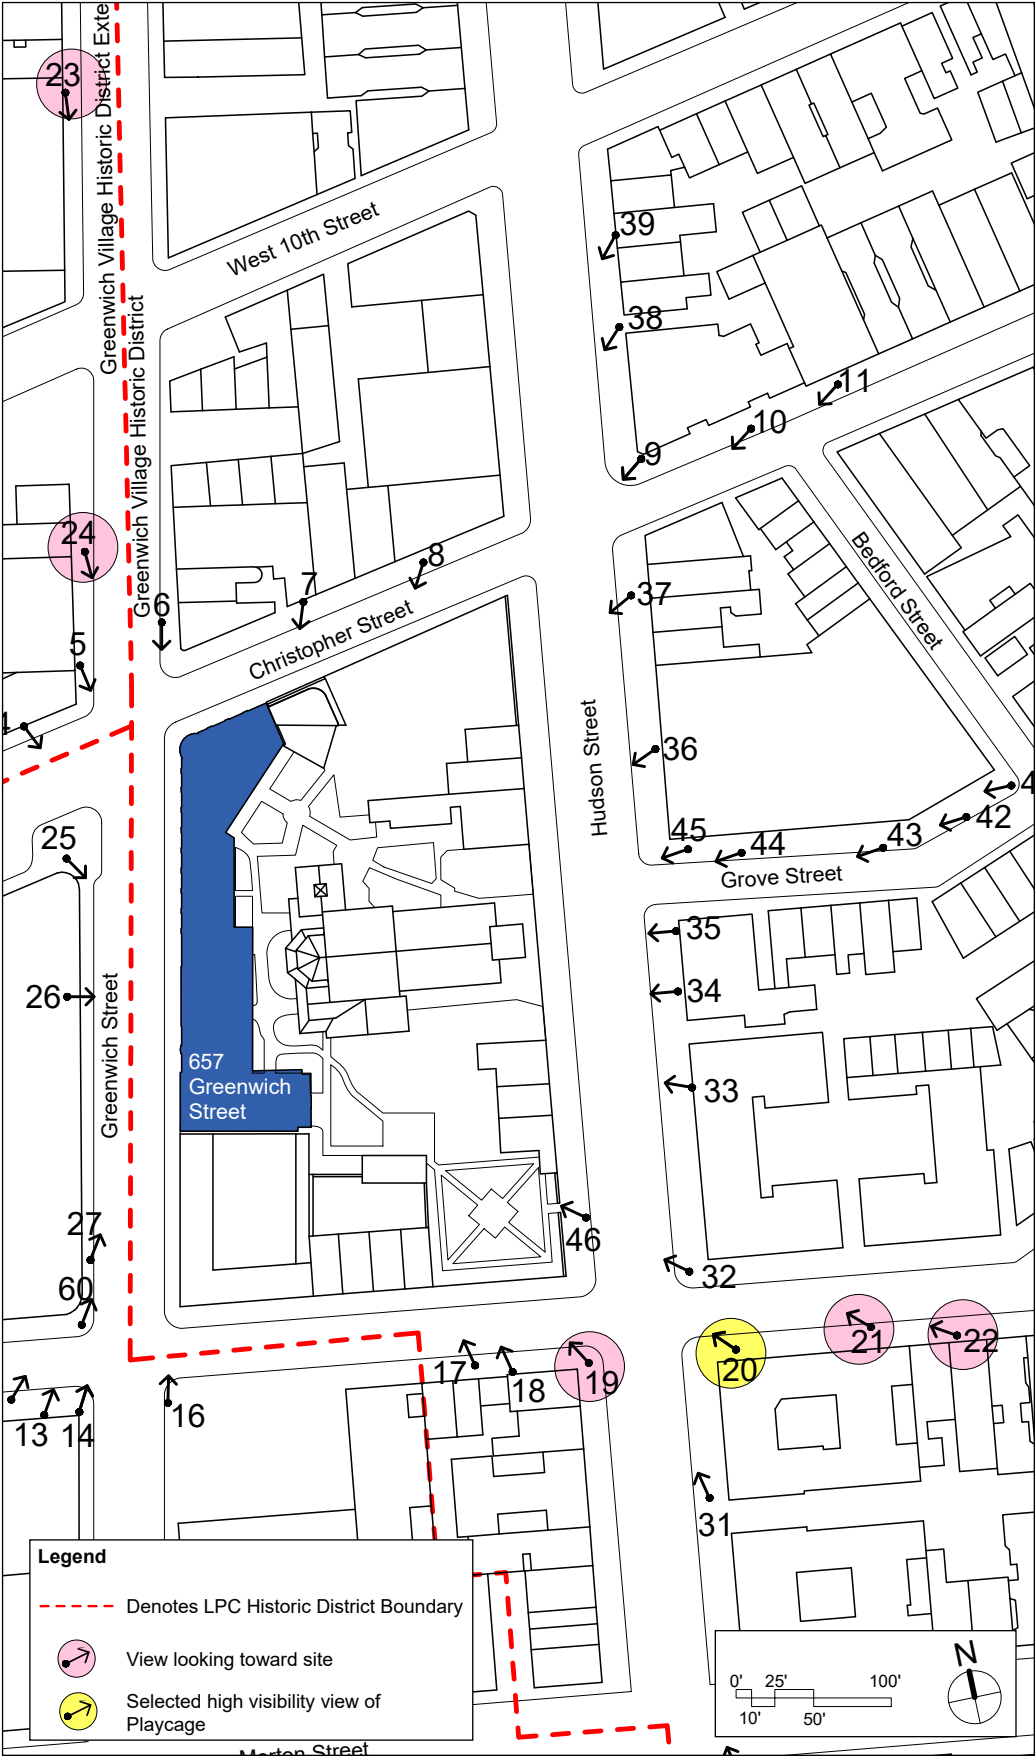 23
Greenwich Village Historic District Exte
West 10th Street
39
38
Greenwich Village Historic District
11
10
9
24
8
7
6
37
Bedford Street
5
Christopher Street
4
Hudson Street
36
4
42
25
45
44
43
Grove Street
35
26
34
Greenwich Street
657
Greenwich
Street
33
27
46
32
60
17
18
19
20
21
22
16
13
14
31
Legend
Denotes LPC Historic District Boundary
View looking toward site
Selected high visibility view of
Playcage
N
0'
25'
100'
10'
50'
Morton Street